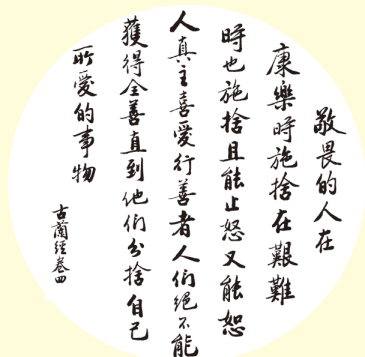 敬畏的人在
康樂時施捨在艱難
時也施捨且能止怒又能恕
人真主喜愛行善者人們絕不能
獲得全善直到他們分捨自己
所愛的事物
古蘭經卷四